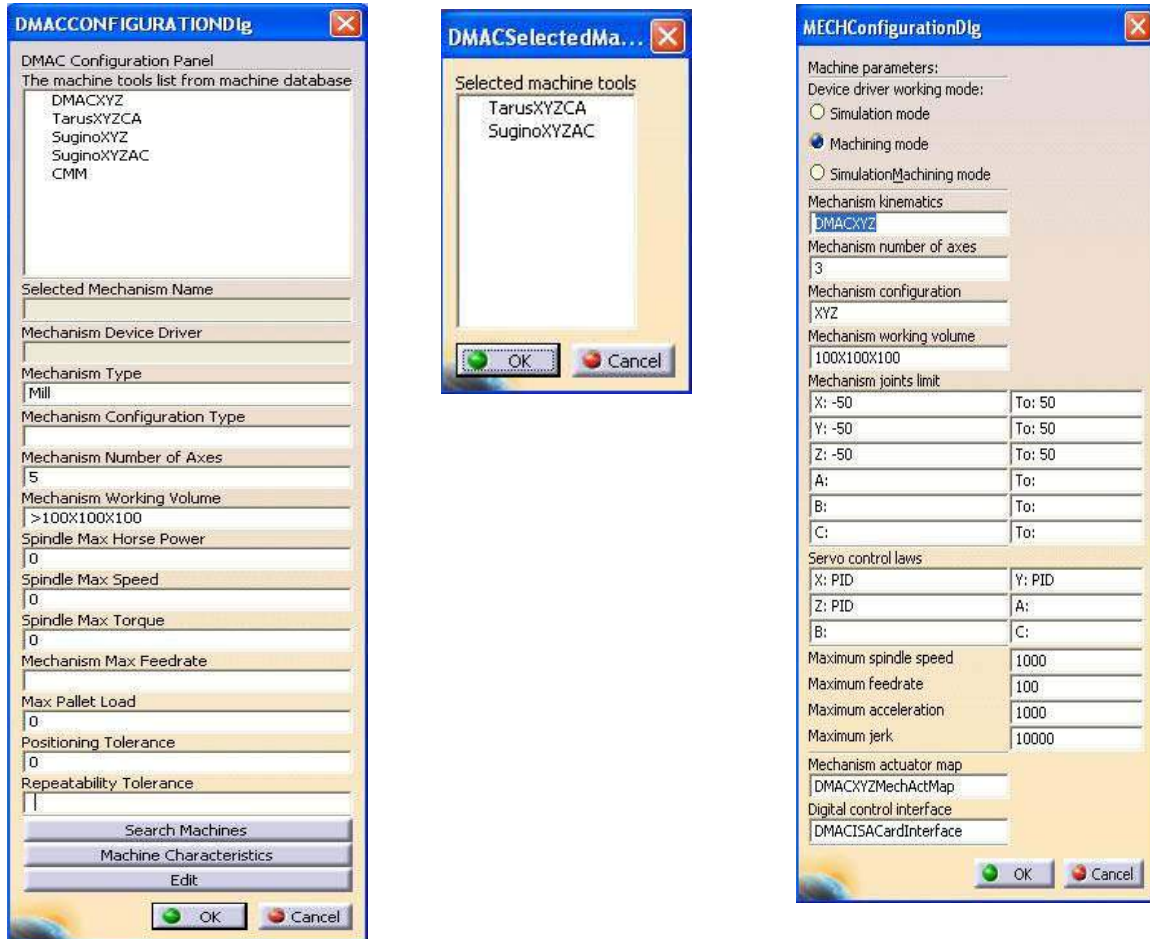 DMACCONFIGURATIONDlg
DMAC Configuration Panel
The machine tools list from machine database
DMACXYZ
TarusXYZCA
SuginoXYZ
SuginoXYZAC
CMM
Selected Mechanism Name
Mechanism Device Driver
Mechanism Type
Mill
Mechanism Configuration Type
Mechanism Number of Axes
5
Mechanism Working Volume
>100X100X100
Spindle Max Horse Power
0
Spindle Max Speed
0
Spindle Max Torque
0
Mechanism Max Feedrate
Max Pallet Load
0
Positioning Tolerance
0
Repeatability Tolerance
Search Machines
Machine Characteristics
Edit
OK Cancel
DMACSelectedMa...
Selected machine tools
TarusXYZCA
SuginoXYZAC
OK Cancel
MECHConfigurationDlg
Machine parameters:
Device driver working mode:
Simulation mode
Machining mode
SimulationMachining mode
Mechanism kinematics
DMACXYZ
Mechanism number of axes
3
Mechanism configuration
XYZ
Mechanism working volume
100X100X100
Mechanism joints limit
X: -50 To: 50
Y: -50 To: 50
Z: -50 To: 50
A: To:
B: To:
C: To:
Servo control laws
X: PID Y: PID
Z: PID A:
B: C:
Maximum spindle speed 1000
Maximum feedrate 100
Maximum acceleration 1000
Maximum jerk 10000
Mechanism actuator map
DMACXYZMechActMap
Digital control interface
DMACISACardInterface
OK Cancel